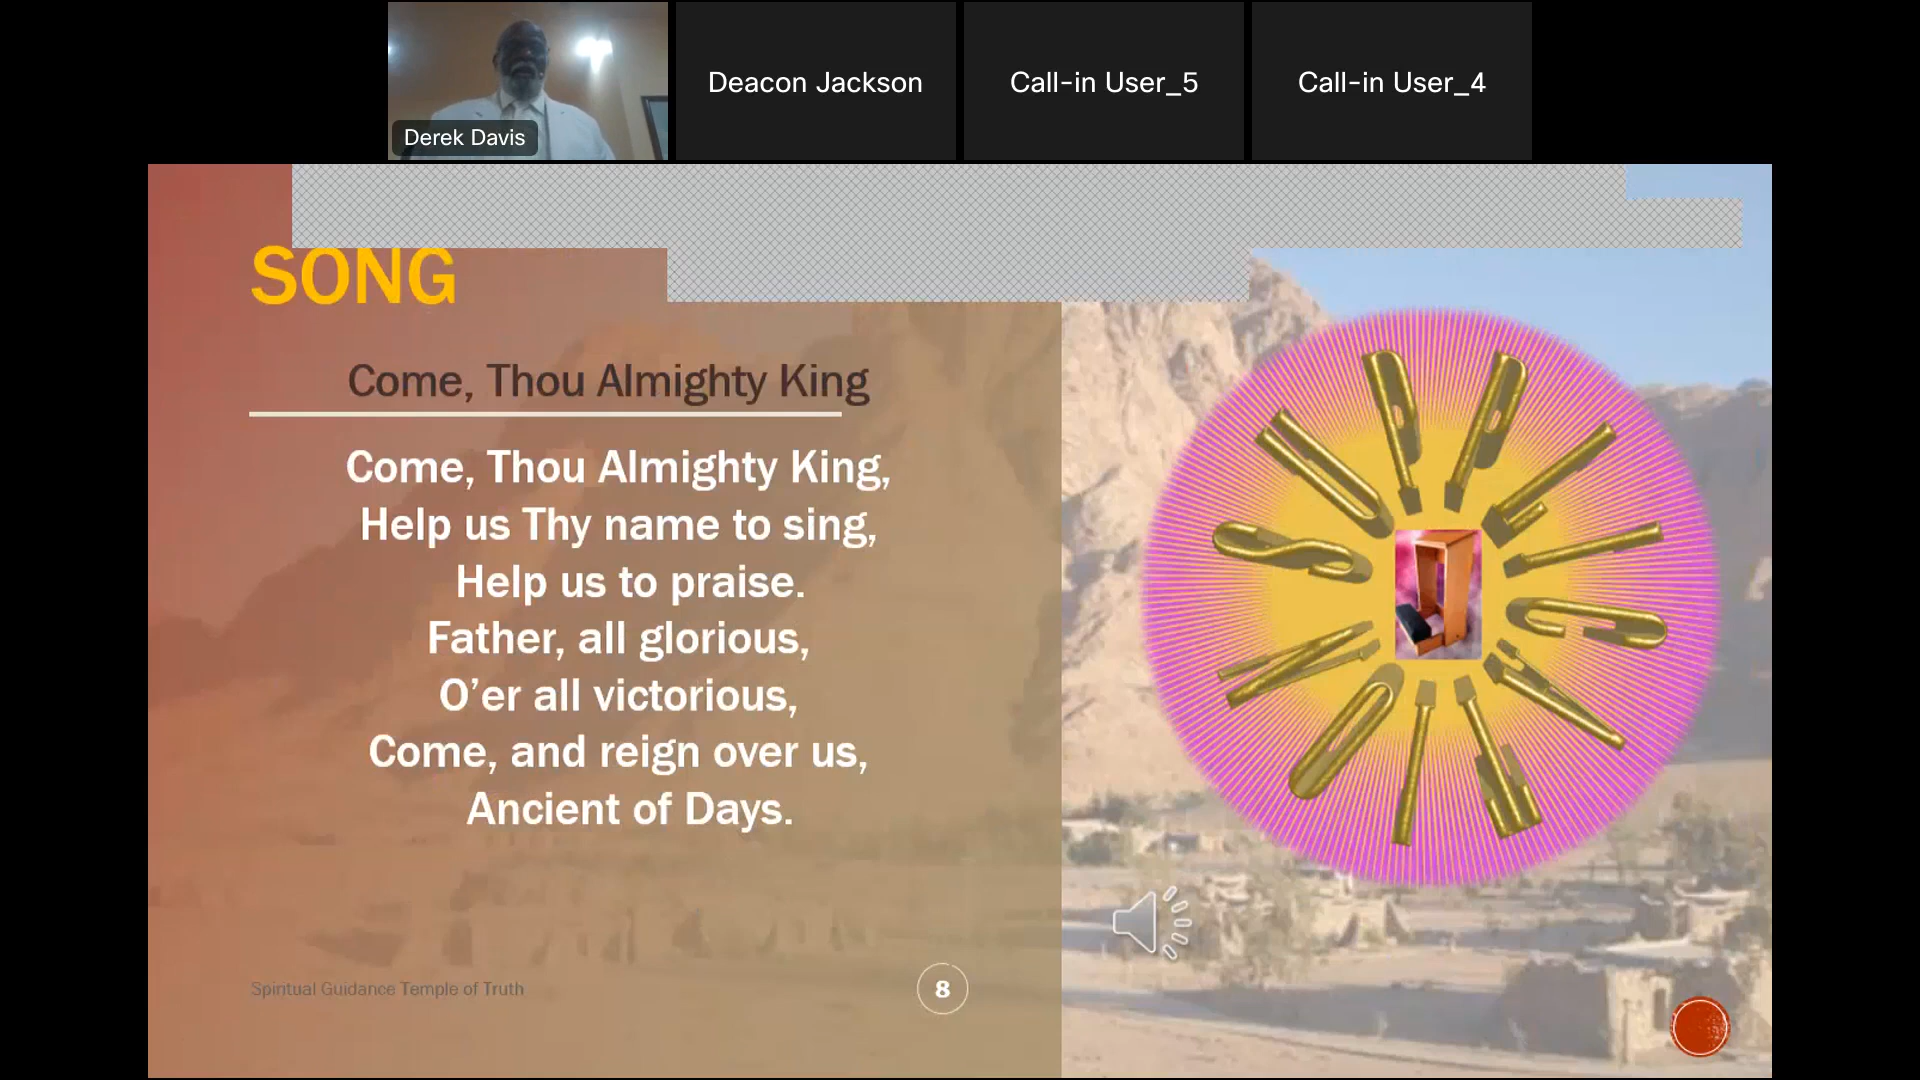 Derek Davis
Deacon Jackson
Call-in User_5
Call-in User_4
SONG
Come, Thou Almighty King
Come, Thou Almighty King,
Help us Thy name to sing,
Help us to praise.
Father, all glorious,
O’er all victorious,
Come, and reign over us,
Ancient of Days.
Spiritual Guidance Temple of Truth
8